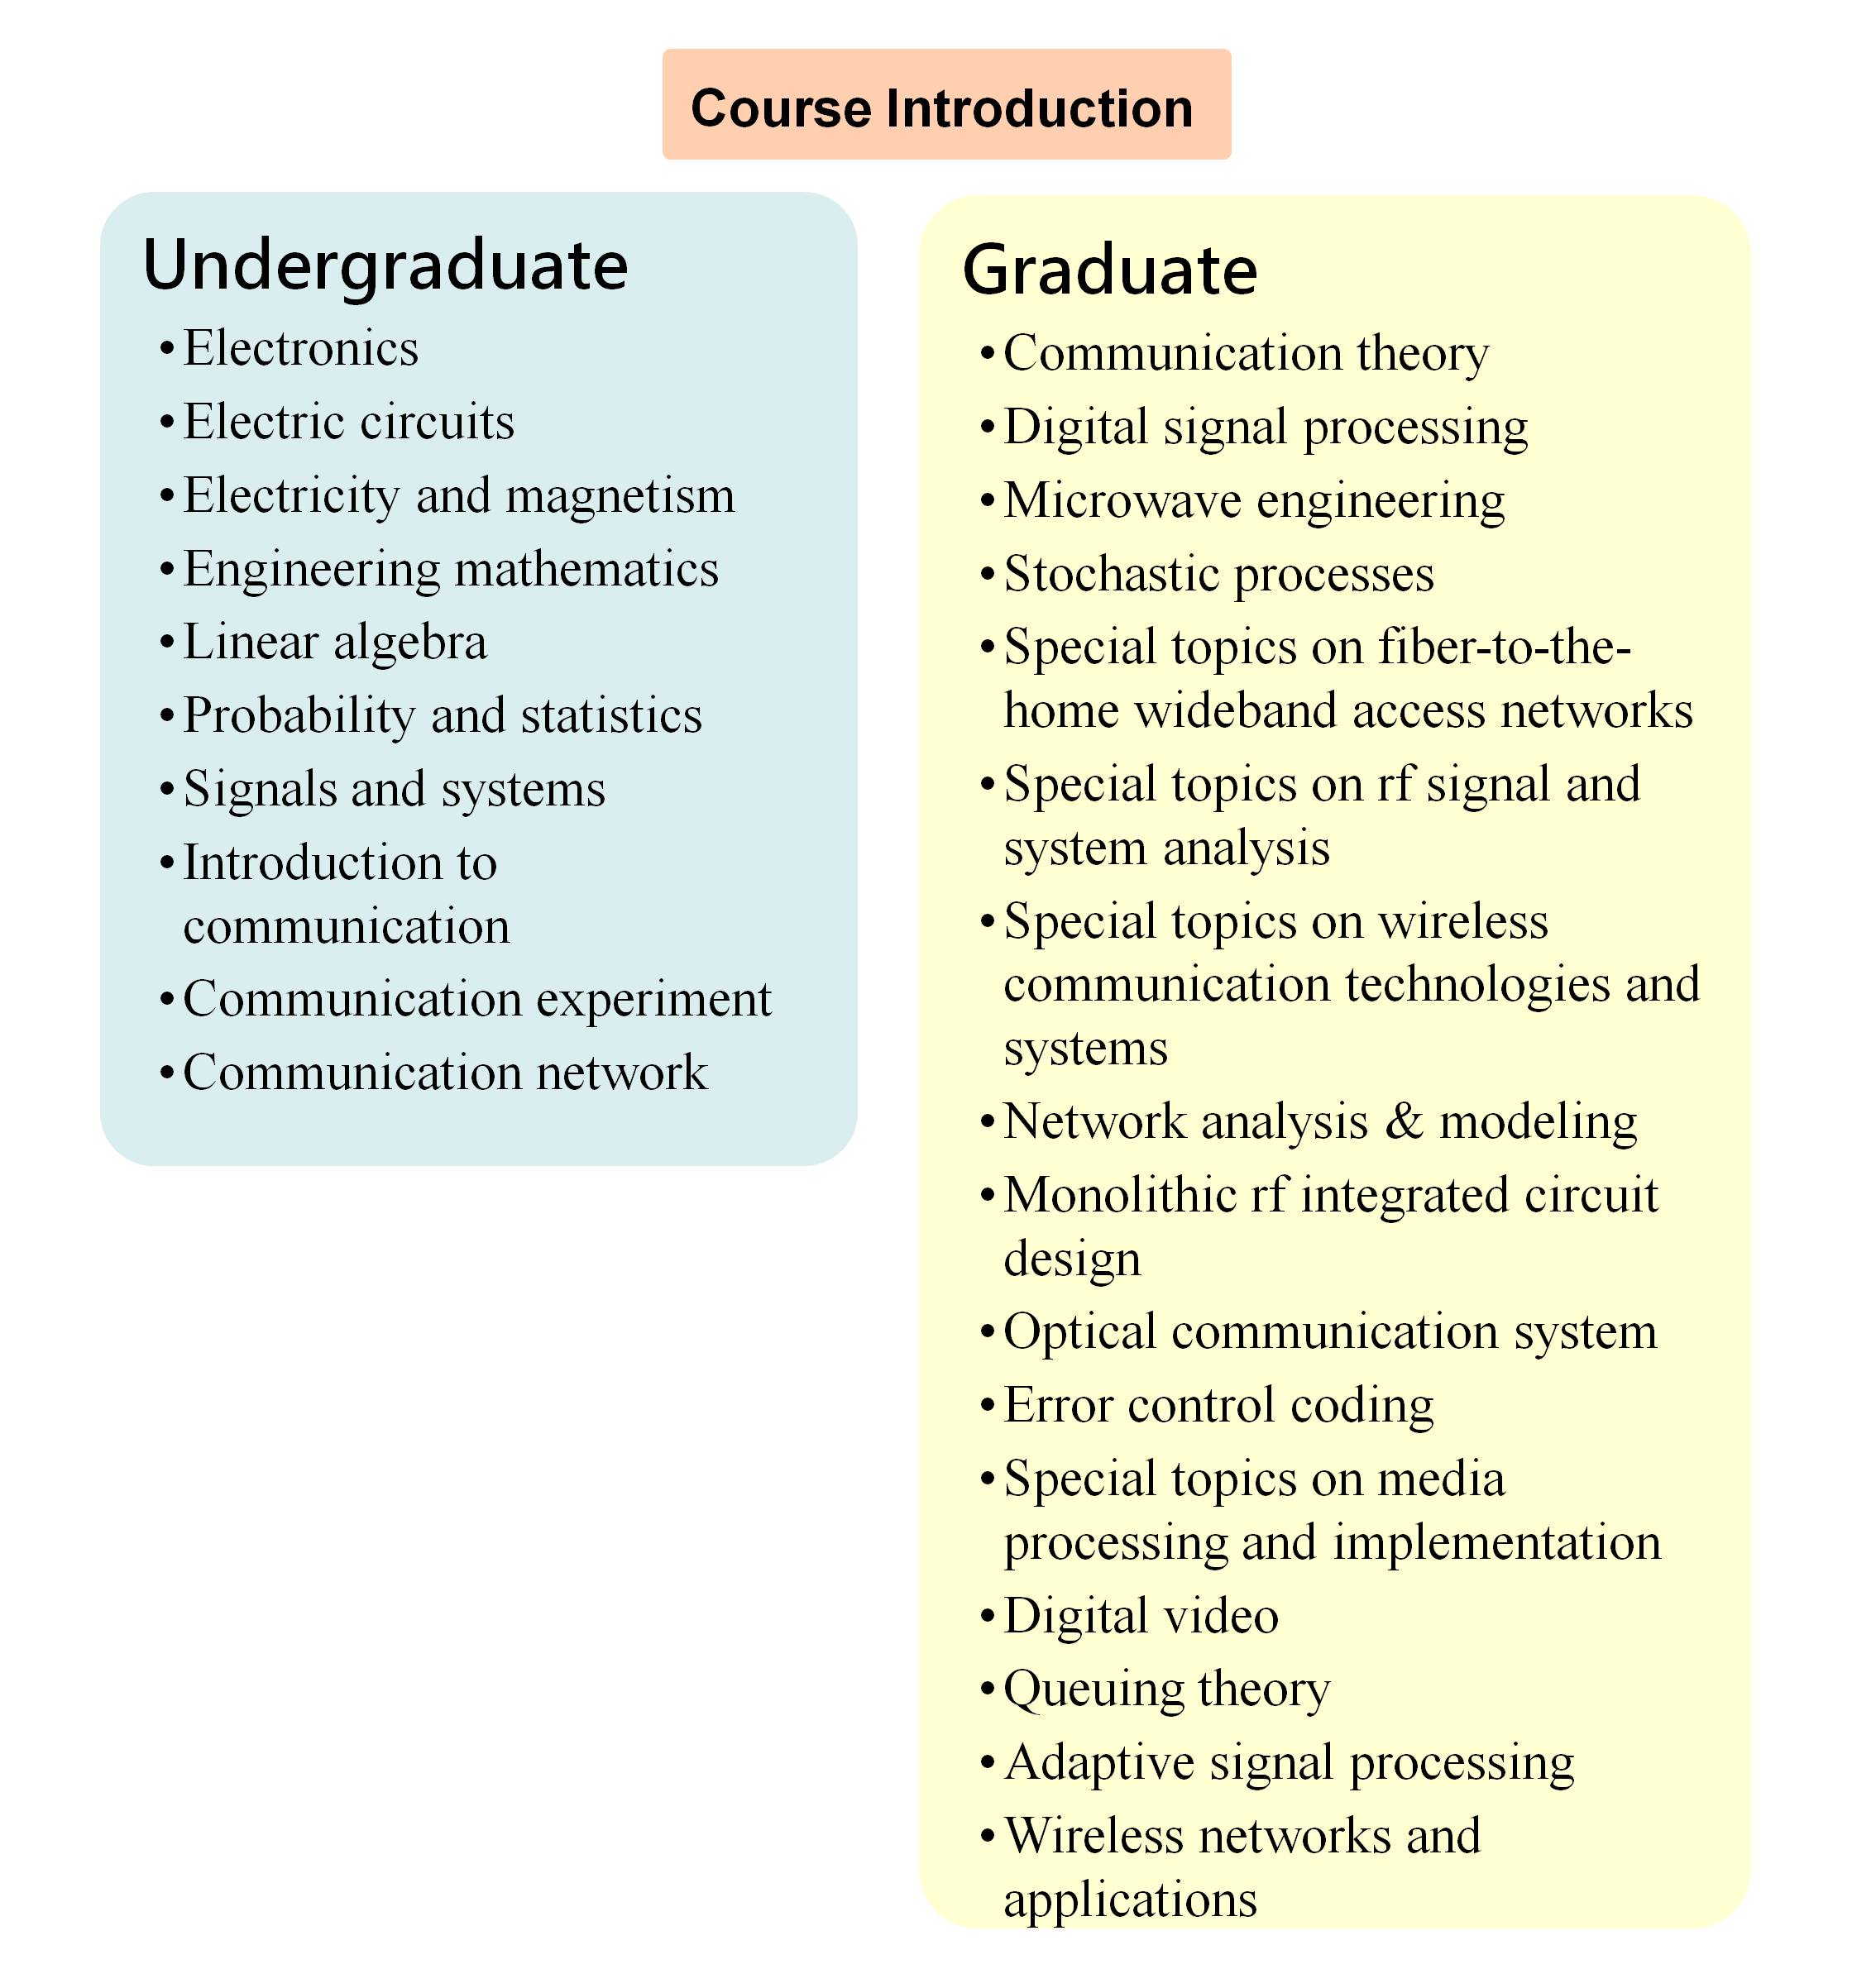 Course Introduction
Undergraduate
•Electronics
•Electric circuits
•Electricity and magnetism
•Engineering mathematics
•Linear algebra
•Probability and statistics
•Signals and systems
•Introduction to
communication
•Communication experiment
•Communication network
Graduate
•Communication theory
•Digital signal processing
•Microwave engineering
•Stochastic processes
•Special topics on fiber-to-the-
home wideband access networks
•Special topics on rf signal and
system analysis
•Special topics on wireless
communication technologies and
systems
•Network analysis & modeling
•Monolithic rf integrated circuit
design
•Optical communication system
•Error control coding
•Special topics on media
processing and implementation
•Digital video
•Queuing theory
•Adaptive signal processing
•Wireless networks and
applications